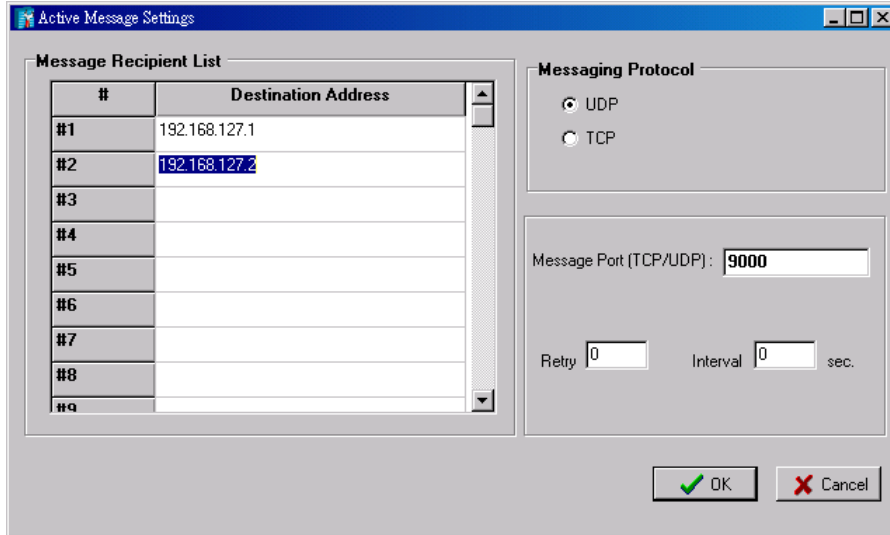 Active Message Settings
Message Recipient List
# Destination Address
#1 192.168.127.1
#2 192.168.127.2
#3
#4
#5
#6
#7
#8
#9
Messaging Protocol
UDP
TCP
Message Port (TCP/UDP) : 9000
Retry 0 Interval 0 sec.
OK Cancel